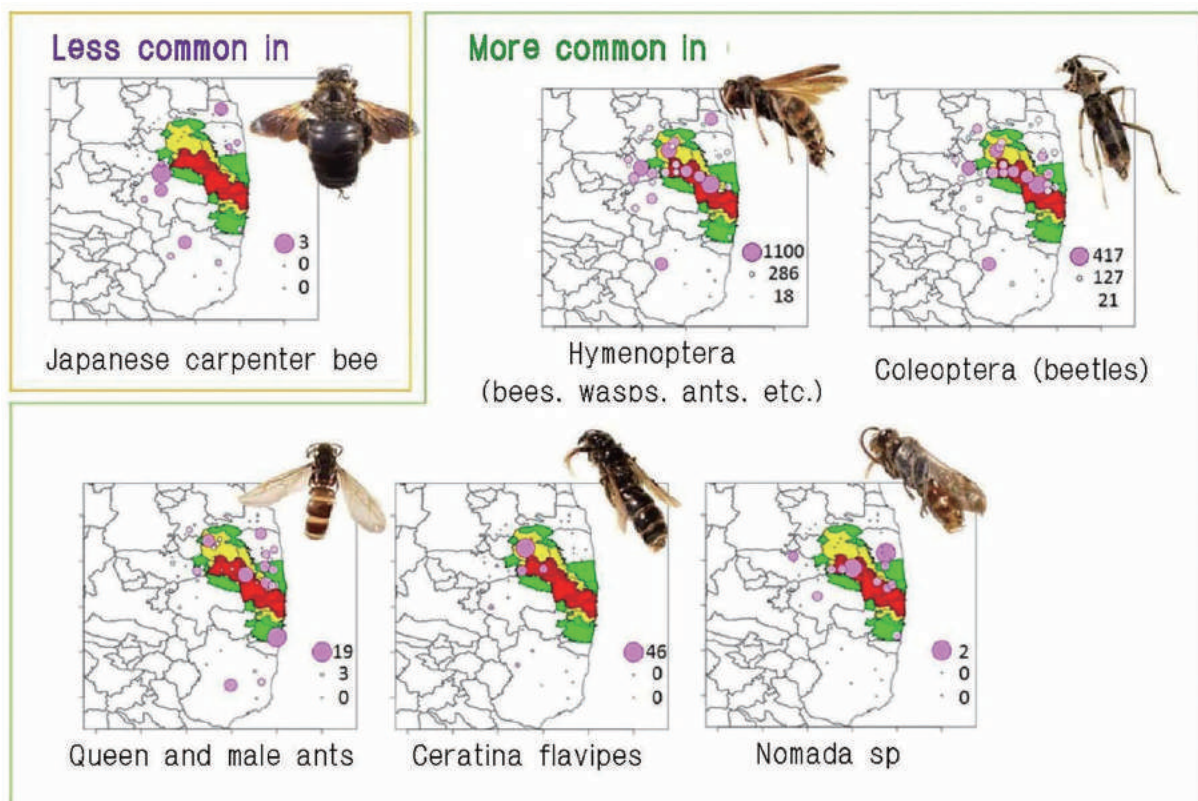 Less common in
More common in
3
0
0
Japanese carpenter bee
1100
286
18
Hymenoptera
(bees. wasps. ants. etc.)
417
127
21
Coleoptera (beetles)
19
3
0
Queen and male ants
46
0
0
Ceratina flavipes
2
0
0
Nomada sp